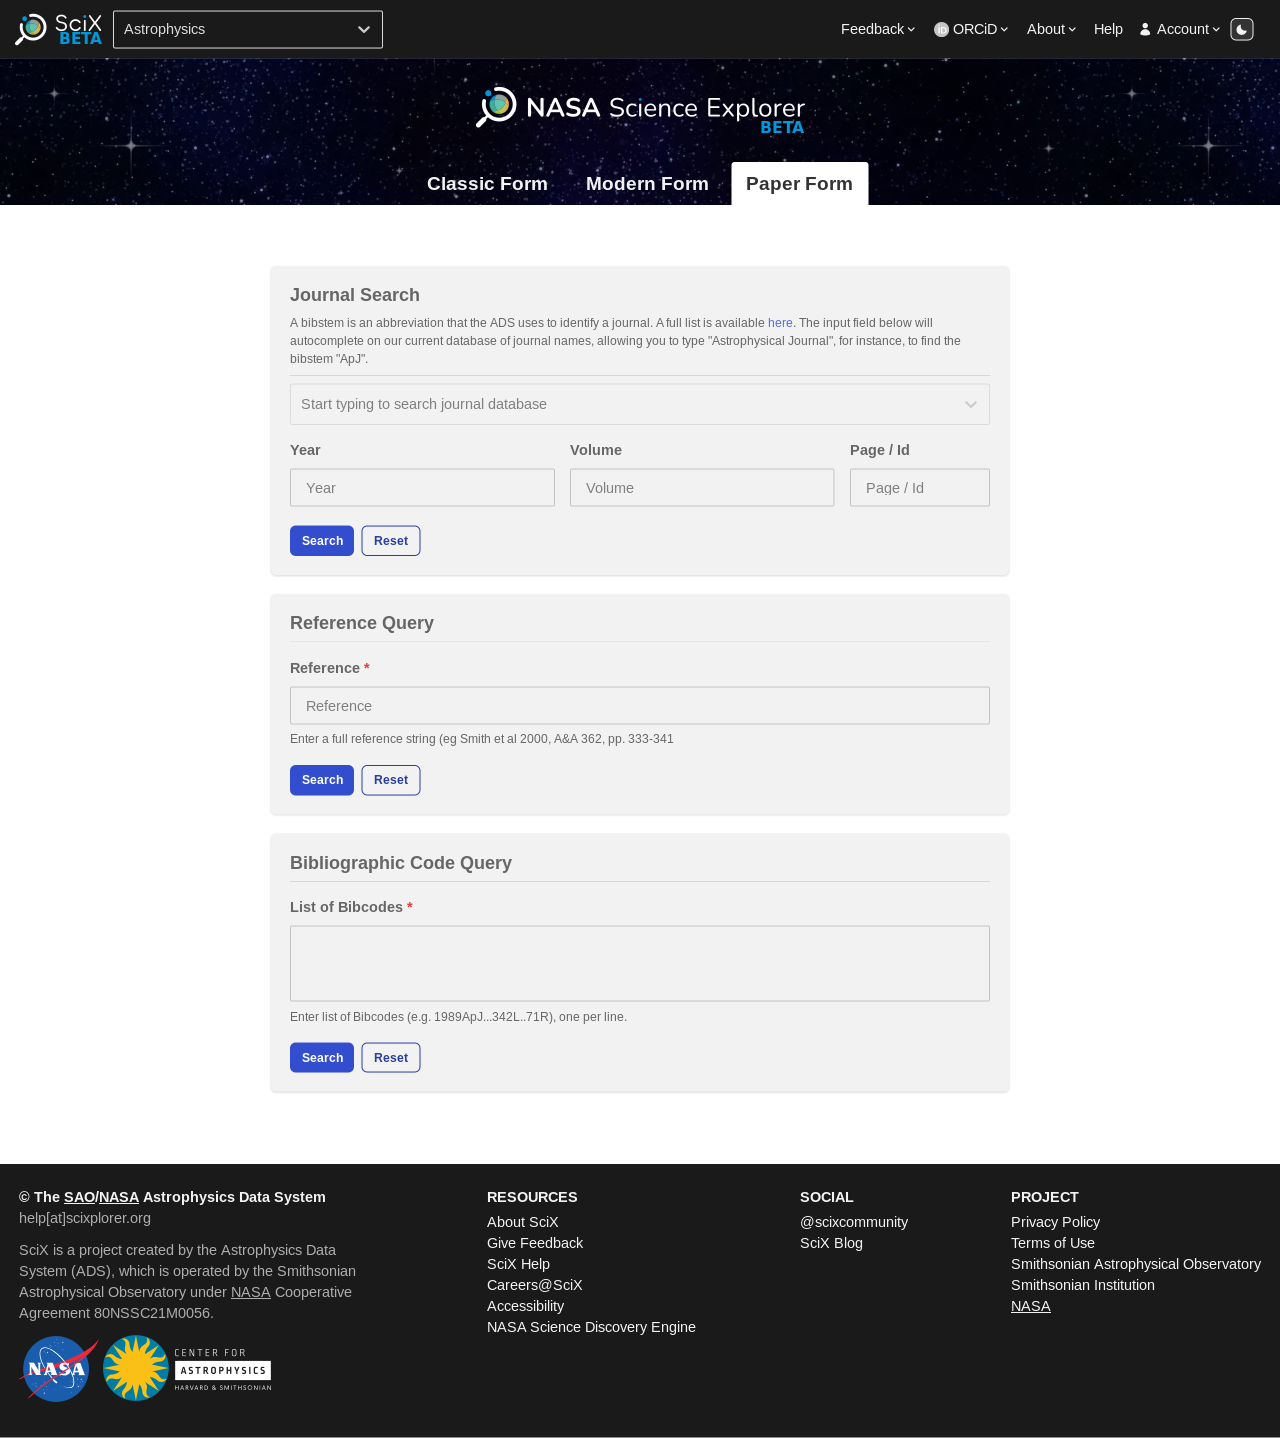 SciX
BETA
Astrophysics
Feedback
iD ORCiD
About
Help
Account
NASA Science Explorer
BETA
Classic Form
Modern Form
Paper Form
Journal Search
A bibstem is an abbreviation that the ADS uses to identify a journal. A full list is available here. The input field below will
autocomplete on our current database of journal names, allowing you to type "Astrophysical Journal", for instance, to find the
bibstem "ApJ".
Start typing to search journal database
Year
Volume
Page / Id
Year
Volume
Page / Id
Search
Reset
Reference Query
Reference *
Reference
Enter a full reference string (eg Smith et al 2000, A&A 362, pp. 333-341
Search
Reset
Bibliographic Code Query
List of Bibcodes *
Enter list of Bibcodes (e.g. 1989ApJ...342L..71R), one per line.
Search
Reset
© The SAO/NASA Astrophysics Data System
help[at]scixplorer.org
SciX is a project created by the Astrophysics Data
System (ADS), which is operated by the Smithsonian
Astrophysical Observatory under NASA Cooperative
Agreement 80NSSC21M0056.
NASA
CENTER FOR
ASTROPHYSICS
HARVARD & SMITHSONIAN
RESOURCES
About SciX
Give Feedback
SciX Help
Careers@SciX
Accessibility
NASA Science Discovery Engine
SOCIAL
@scixcommunity
SciX Blog
PROJECT
Privacy Policy
Terms of Use
Smithsonian Astrophysical Observatory
Smithsonian Institution
NASA